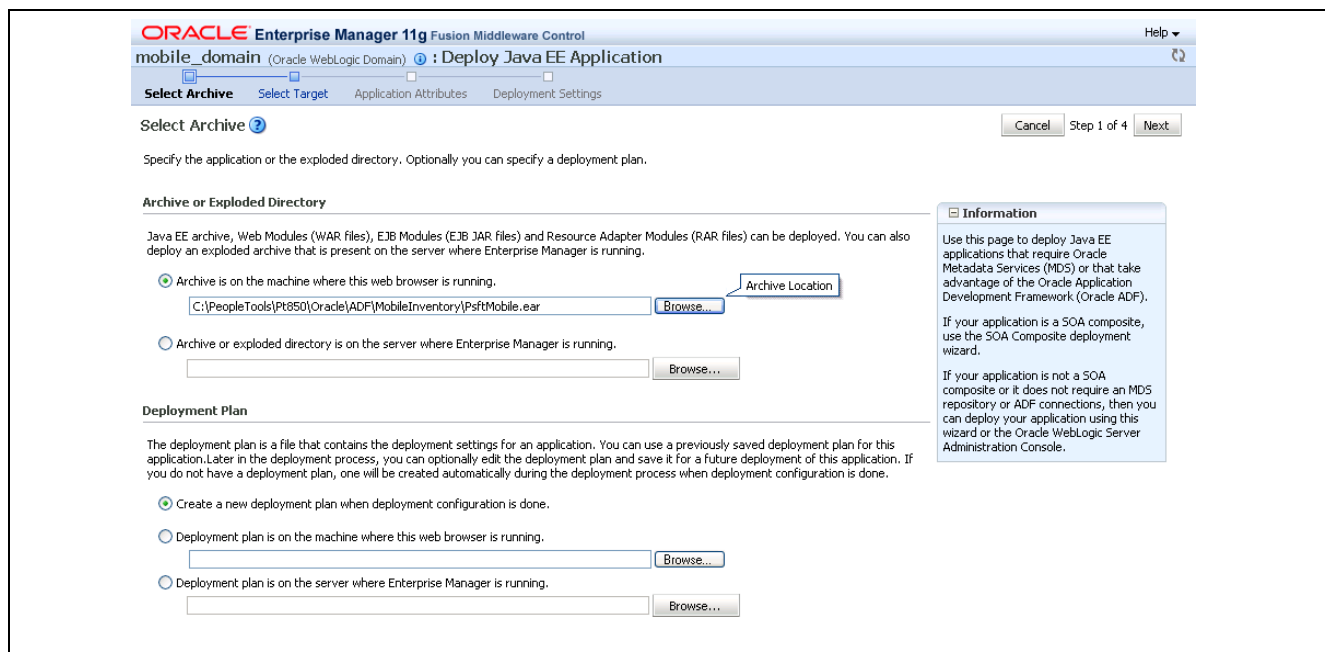 ORACLE Enterprise Manager 11g Fusion Middleware Control
Help
mobile_domain (Oracle WebLogic Domain) : Deploy Java EE Application
Select Archive Select Target Application Attributes Deployment Settings
Select Archive
Cancel Step 1 of 4 Next
Specify the application or the exploded directory. Optionally you can specify a deployment plan.
Archive or Exploded Directory
Java EE archive, Web Modules (WAR files), EJB Modules (EJB JAR files) and Resource Adapter Modules (RAR files) can be deployed. You can also
deploy an exploded archive that is present on the server where Enterprise Manager is running.
Archive is on the machine where this web browser is running.
Archive Location
C:\PeopleTools\Pt850\Oracle\ADF\MobileInventory\PsftMobile.ear Browse...
Archive or exploded directory is on the server where Enterprise Manager is running.
Browse...
Deployment Plan
The deployment plan is a file that contains the deployment settings for an application. You can use a previously saved deployment plan for this
application.Later in the deployment process, you can optionally edit the deployment plan and save it for a future deployment of this application. If
you do not have a deployment plan, one will be created automatically during the deployment process when deployment configuration is done.
Create a new deployment plan when deployment configuration is done.
Deployment plan is on the machine where this web browser is running.
Browse...
Deployment plan is on the server where Enterprise Manager is running.
Browse...
Information
Use this page to deploy Java EE
applications that require Oracle
Metadata Services (MDS) or that take
advantage of the Oracle Application
Development Framework (Oracle ADF).
If your application is a SOA composite,
use the SOA Composite deployment
wizard.
If your application is not a SOA
composite or it does not require an MDS
repository or ADF connections, then you
can deploy your application using this
wizard or the Oracle WebLogic Server
Administration Console.